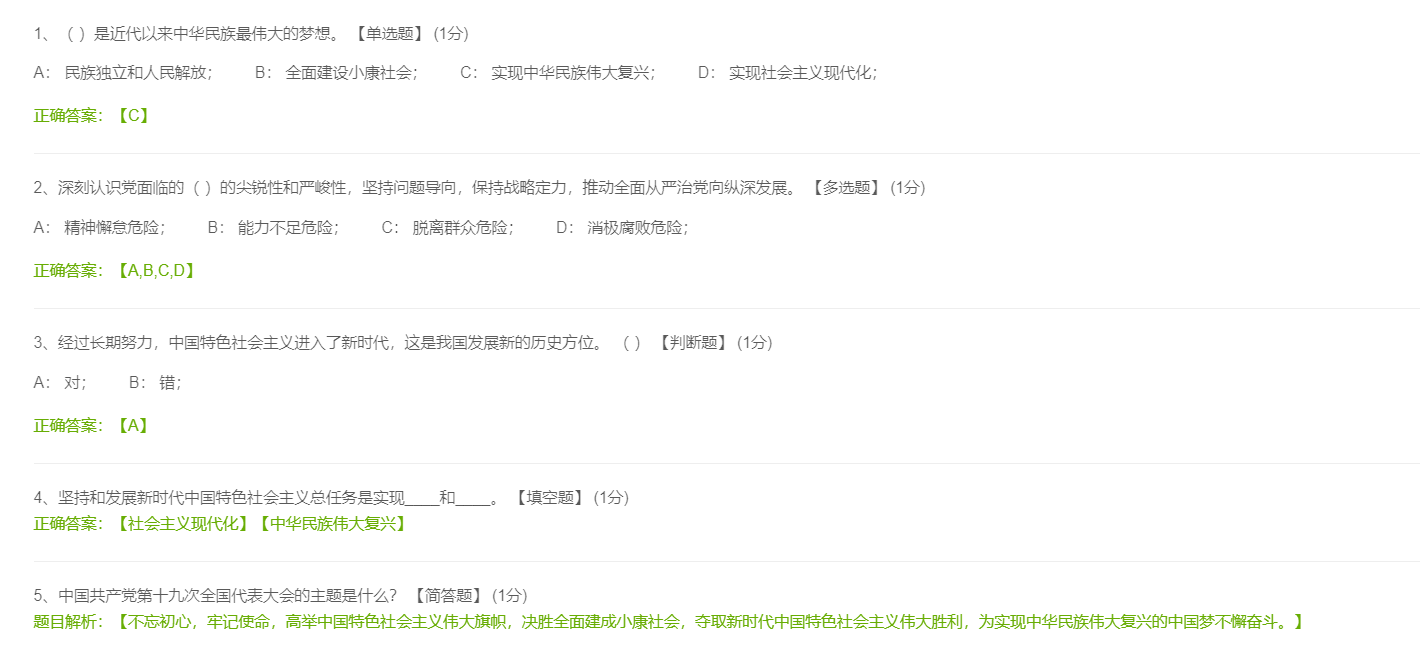 1、（ ）是近代以来中华民族最伟大的梦想。 【单选题】 (1分)
A： 民族独立和人民解放； B： 全面建设小康社会； C： 实现中华民族伟大复兴； D： 实现社会主义现代化；
正确答案：【C】
2、深刻认识党面临的（ ）的尖锐性和严峻性，坚持问题导向，保持战略定力，推动全面从严治党向纵深发展。 【多选题】 (1分)
A： 精神懈怠危险； B： 能力不足危险； C： 脱离群众危险； D： 消极腐败危险；
正确答案：【A,B,C,D】
3、经过长期努力，中国特色社会主义进入了新时代，这是我国发展新的历史方位。 （ ） 【判断题】 (1分)
A： 对； B： 错；
正确答案：【A】
4、坚持和发展新时代中国特色社会主义总任务是实现____和____。 【填空题】 (1分)
正确答案：【社会主义现代化】【中华民族伟大复兴】
5、中国共产党第十九次全国代表大会的主题是什么？ 【简答题】 (1分)
题目解析：【不忘初心，牢记使命，高举中国特色社会主义伟大旗帜，决胜全面建成小康社会，夺取新时代中国特色社会主义伟大胜利，为实现中华民族伟大复兴的中国梦不懈奋斗。】